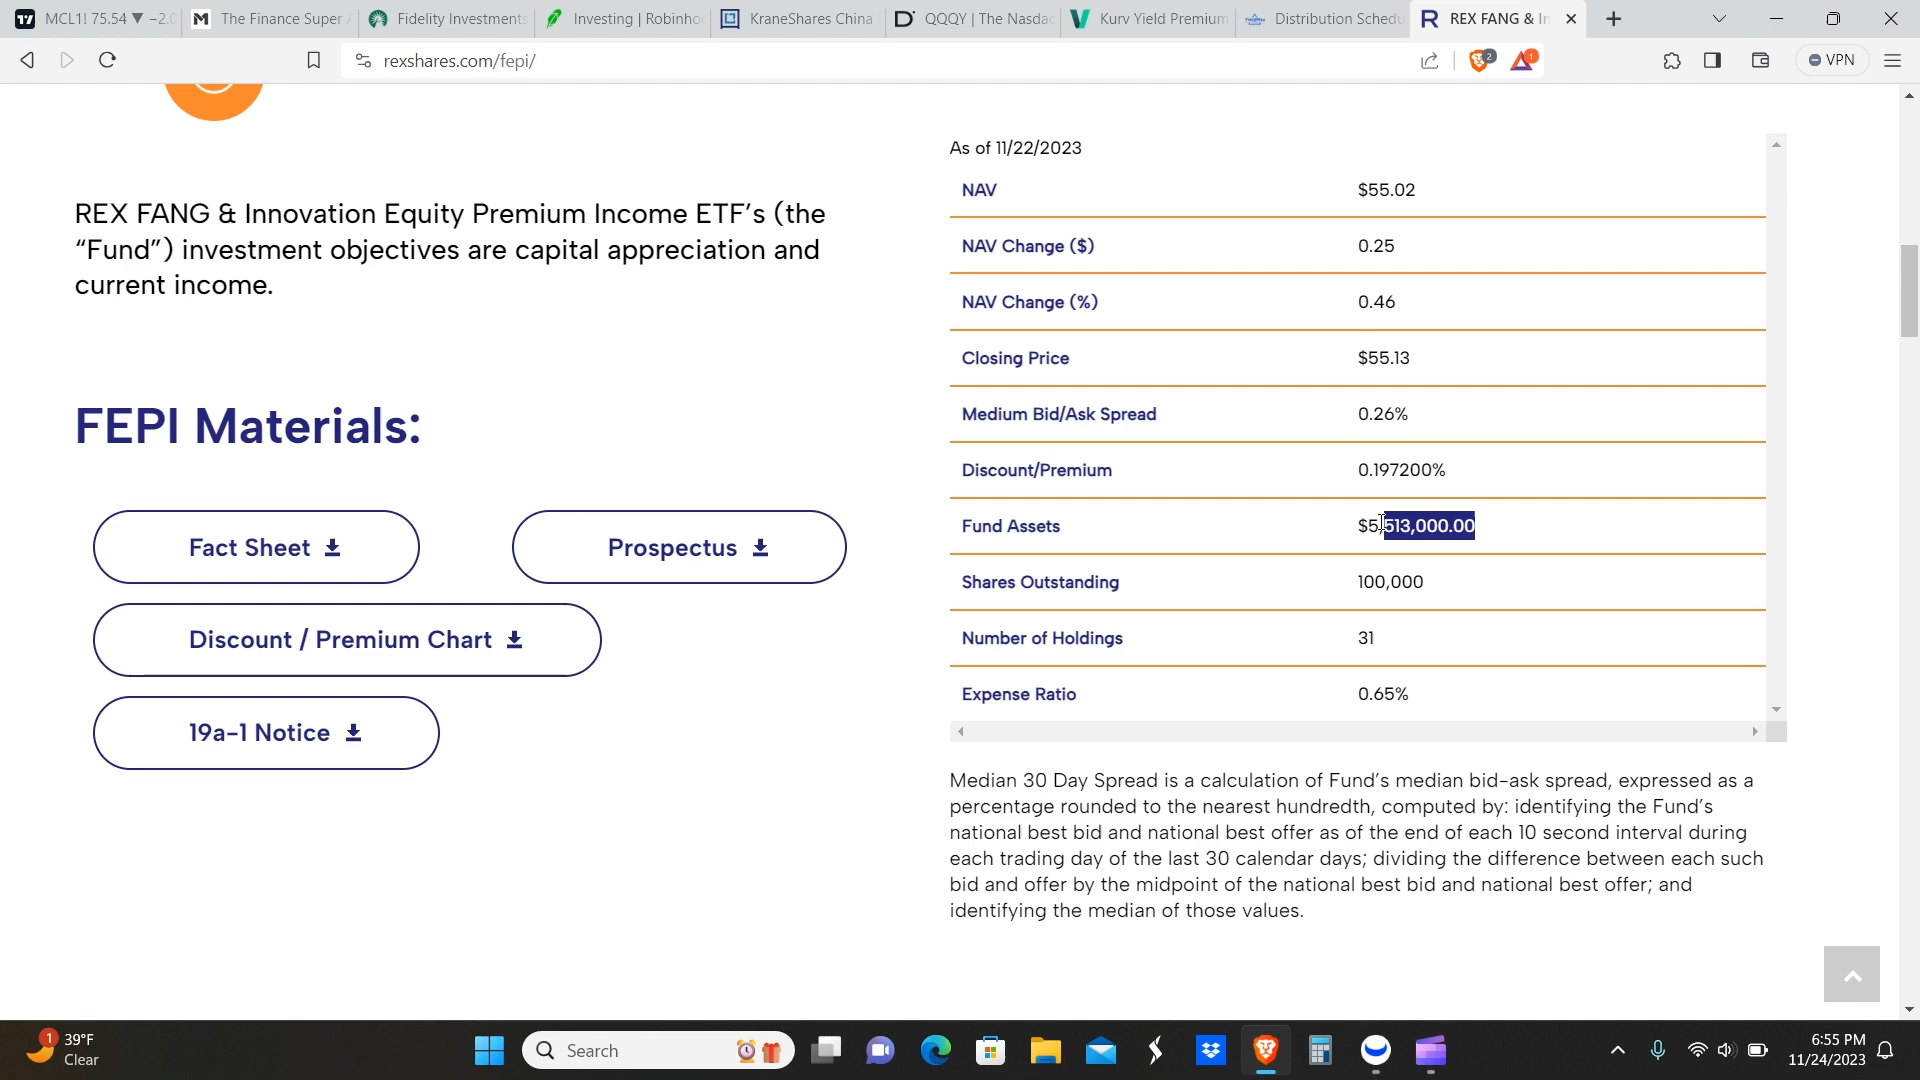 MCL1! 75.54 ▼ −2.0
The Finance Super A
Fidelity Investments
Investing | Robinhoo
KraneShares China
QQQY | The Nasdac
Kurv Yield Premium
Distribution Schedu
REX FANG & In
rexshares.com/fepi/
2
1
VPN
REX FANG & Innovation Equity Premium Income ETF's (the
“Fund”) investment objectives are capital appreciation and
current income.
FEPI Materials:
Fact Sheet
Prospectus
Discount / Premium Chart
19a-1 Notice
As of 11/22/2023
NAV $55.02
NAV Change ($) 0.25
NAV Change (%) 0.46
Closing Price $55.13
Medium Bid/Ask Spread 0.26%
Discount/Premium 0.197200%
Fund Assets $5,513,000.00
Shares Outstanding 100,000
Number of Holdings 31
Expense Ratio 0.65%
Median 30 Day Spread is a calculation of Fund's median bid-ask spread, expressed as a
percentage rounded to the nearest hundredth, computed by: identifying the Fund's
national best bid and national best offer as of the end of each 10 second interval during
each trading day of the last 30 calendar days; dividing the difference between each such
bid and offer by the midpoint of the national best bid and national best offer; and
identifying the median of those values.
1
39°F
Clear
Search
6:55 PM
11/24/2023